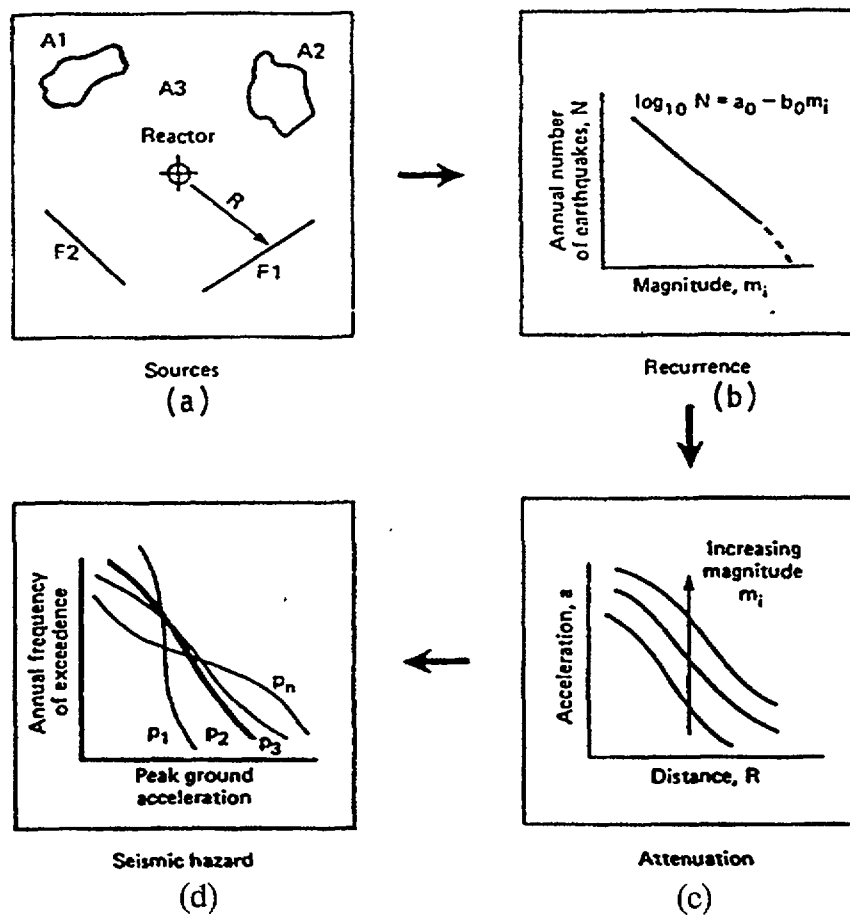 A1
A2
A3
Reactor
R
F2
F1
Sources
(a)
log₁₀ N = a₀ − b₀mᵢ
Annual number
of earthquakes, N
Magnitude, mᵢ
Recurrence
(b)
Increasing
magnitude
mᵢ
Acceleration, a
Distance, R
Attenuation
(c)
Annual frequency
of exceedence
pₙ
p₁
p₂
p₃
Peak ground
acceleration
Seismic hazard
(d)